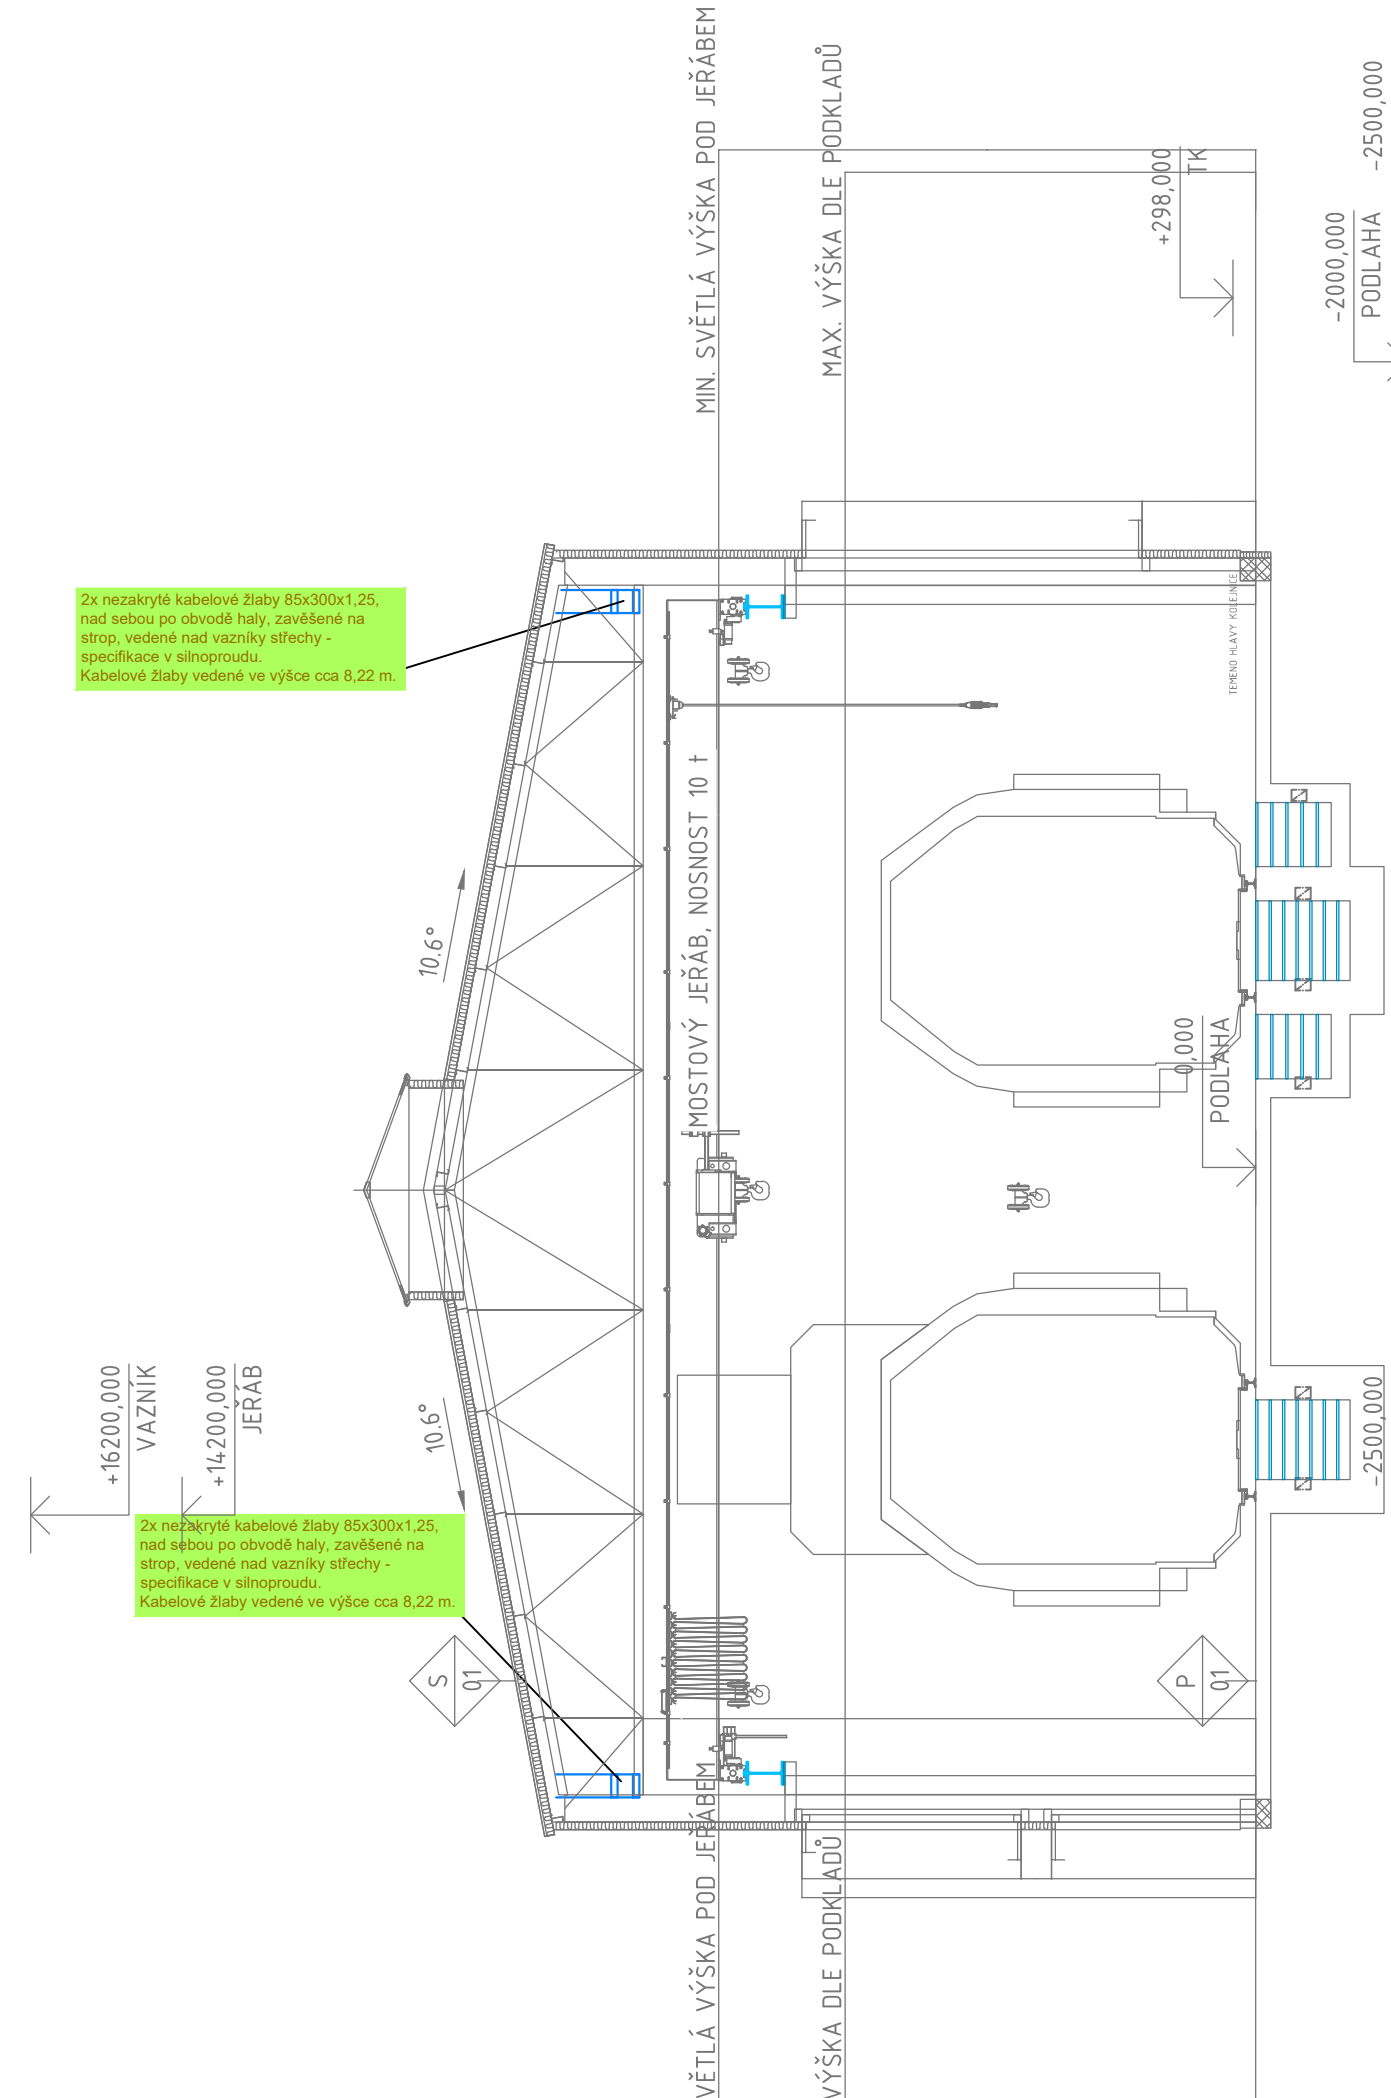 MIN. SVĚTLÁ VÝŠKA POD JEŘÁBEM
MAX. VÝŠKA DLE PODKLADŮ
+298,000
TK
-2500,000
-2000,000
PODLAHA
2x nezakryté kabelové žlaby 85x300x1,25,
nad sebou po obvodě haly, zavěšené na
strop, vedené nad vazníky střechy -
specifikace v silnoproudu.
Kabelové žlaby vedené ve výšce cca 8,22 m.
TEMENO HLAVY KOLEJNICE
MOSTOVÝ JEŘÁB, NOSNOST 10 t
10.6°
0,000
PODLAHA
+16200,000
VAZNÍK
+14200,000
JEŘÁB
10.6°
-2500,000
2x nezakryté kabelové žlaby 85x300x1,25,
nad sebou po obvodě haly, zavěšené na
strop, vedené nad vazníky střechy -
specifikace v silnoproudu.
Kabelové žlaby vedené ve výšce cca 8,22 m.
S
01
P
01
VĚTLÁ VÝŠKA POD JEŘÁBEM
VÝŠKA DLE PODKLADŮ